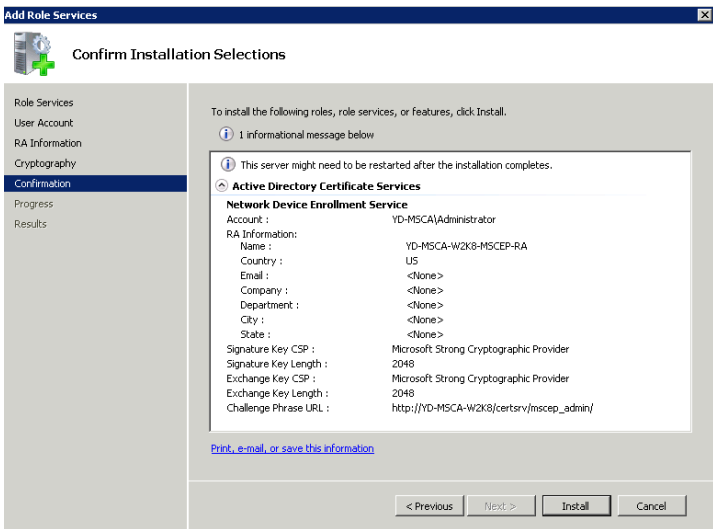 Add Role Services
Confirm Installation Selections
Role Services
User Account
RA Information
Cryptography
Confirmation
Progress
Results
To install the following roles, role services, or features, click Install.
1 informational message below
This server might need to be restarted after the installation completes.
Active Directory Certificate Services
Network Device Enrollment Service
Account : YD-MSCA\Administrator
RA Information:
Name : YD-MSCA-W2K8-MSCEP-RA
Country : US
Email : <None>
Company : <None>
Department : <None>
City : <None>
State : <None>
Signature Key CSP : Microsoft Strong Cryptographic Provider
Signature Key Length : 2048
Exchange Key CSP : Microsoft Strong Cryptographic Provider
Exchange Key Length : 2048
Challenge Phrase URL : http://YD-MSCA-W2K8/certsrv/mscep_admin/
Print, e-mail, or save this information
< Previous Next > Install Cancel